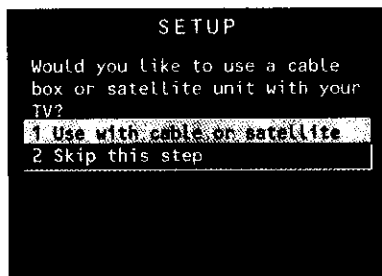 SETUP
Would you like to use a cable
box or satellite unit with your
TV?
1 Use with cable or satellite
2 Skip this step